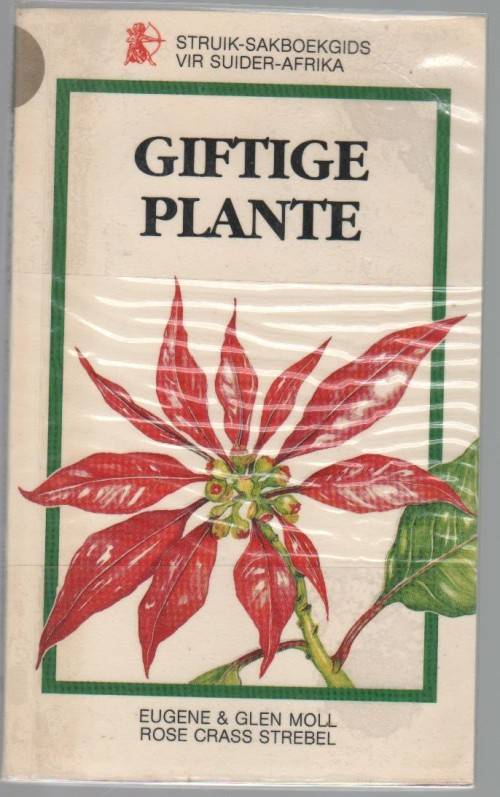 STRUIK-SAKBOEKGIDS
VIR SUIDER-AFRIKA
GIFTIGE
PLANTE
EUGENE & GLEN MOLL
ROSE CRASS STREBEL